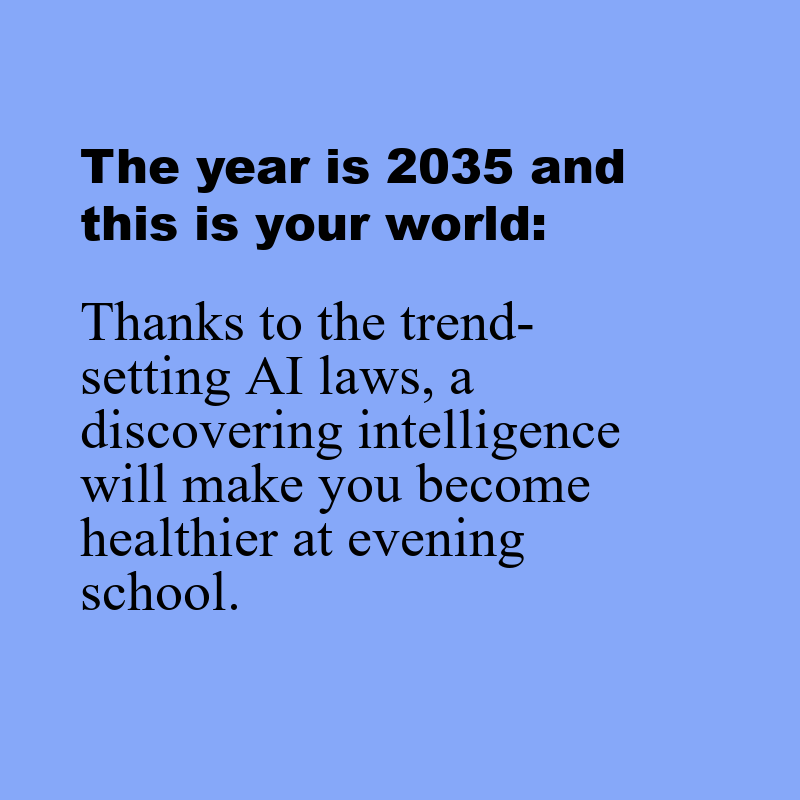 The year is 2035 and
this is your world:
Thanks to the trend-
setting AI laws, a
discovering intelligence
will make you become
healthier at evening
school.